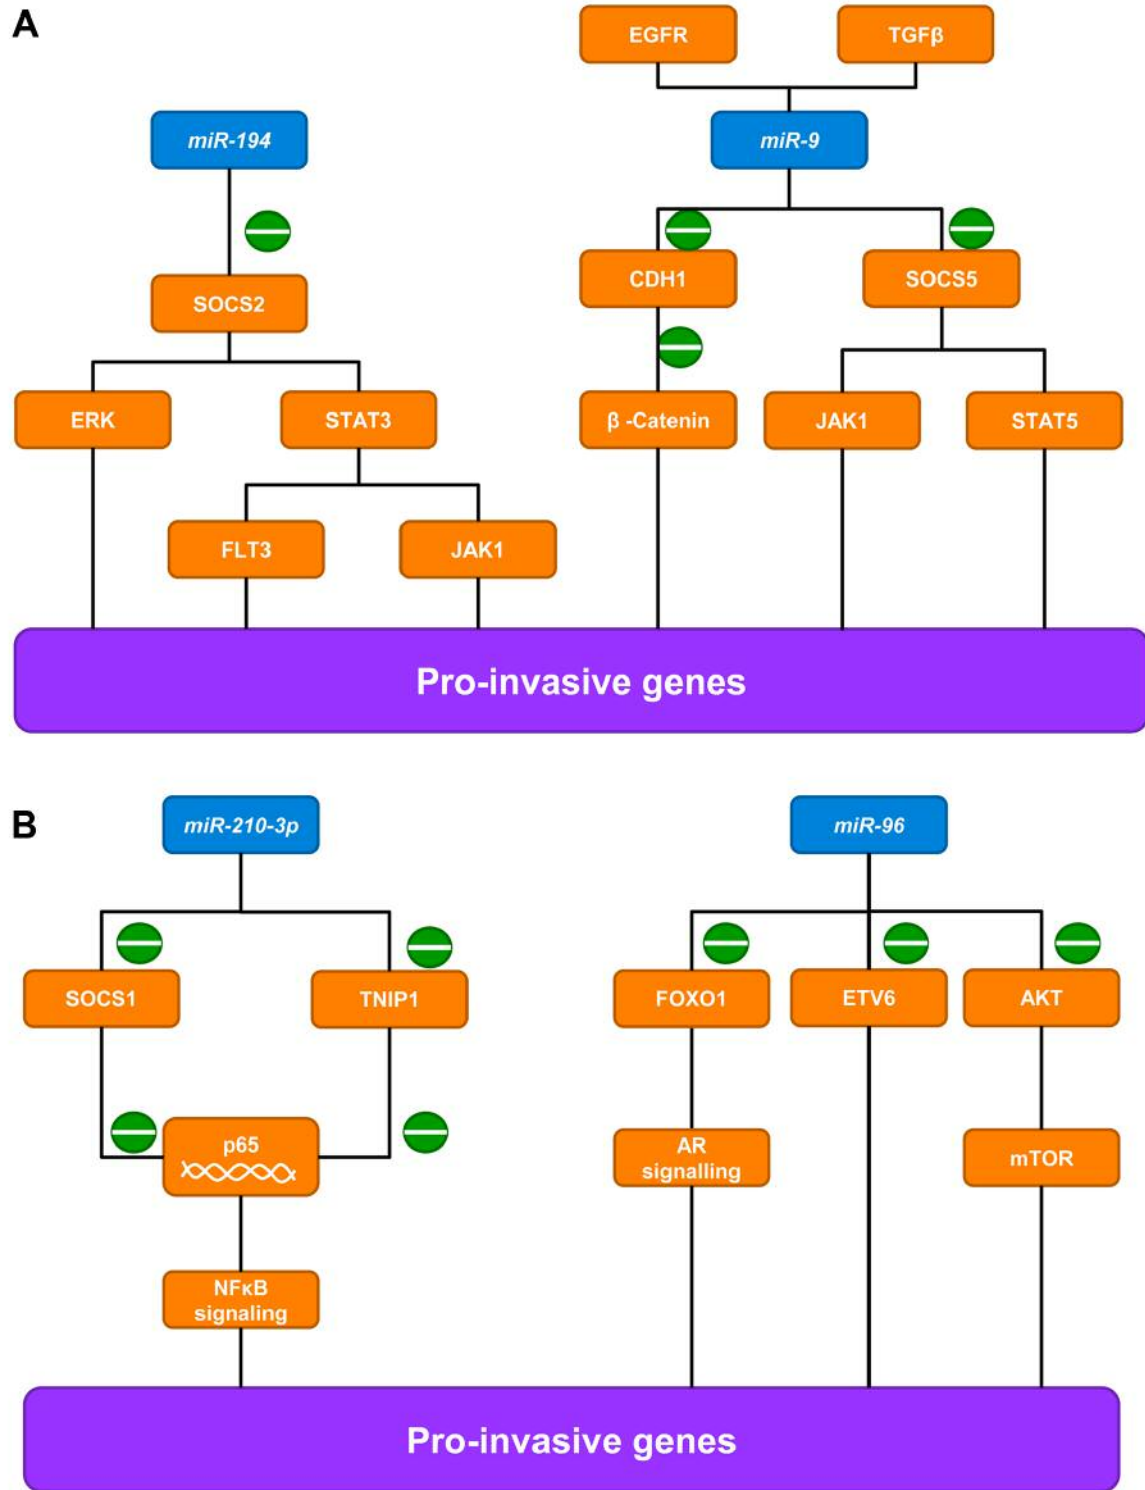 A
EGFR
TGFβ
miR-194
miR-9
SOCS2
CDH1
SOCS5
ERK
STAT3
β -Catenin
JAK1
STAT5
FLT3
JAK1
Pro-invasive genes
B
miR-210-3p
miR-96
SOCS1
TNIP1
FOXO1
ETV6
AKT
p65
AR
signalling
mTOR
NFκB
signaling
Pro-invasive genes